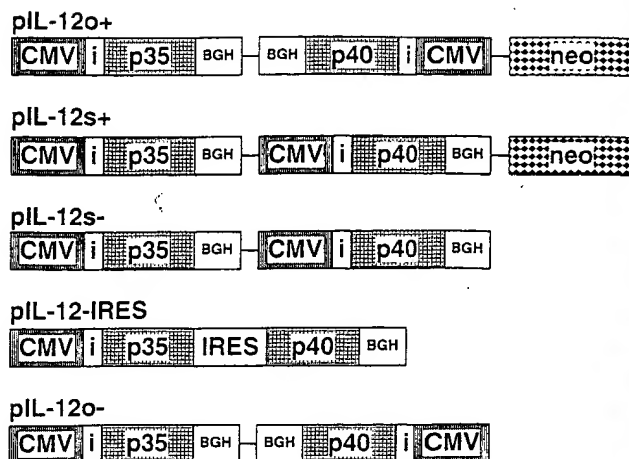 pIL-12o+
CMV i p35 BGH BGH p40 i CMV neo
pIL-12s+
CMV i p35 BGH CMV i p40 BGH neo
pIL-12s-
CMV i p35 BGH CMV i p40 BGH
pIL-12-IRES
CMV i p35 IRES p40 BGH
pIL-12o-
CMV i p35 BGH BGH p40 i CMV